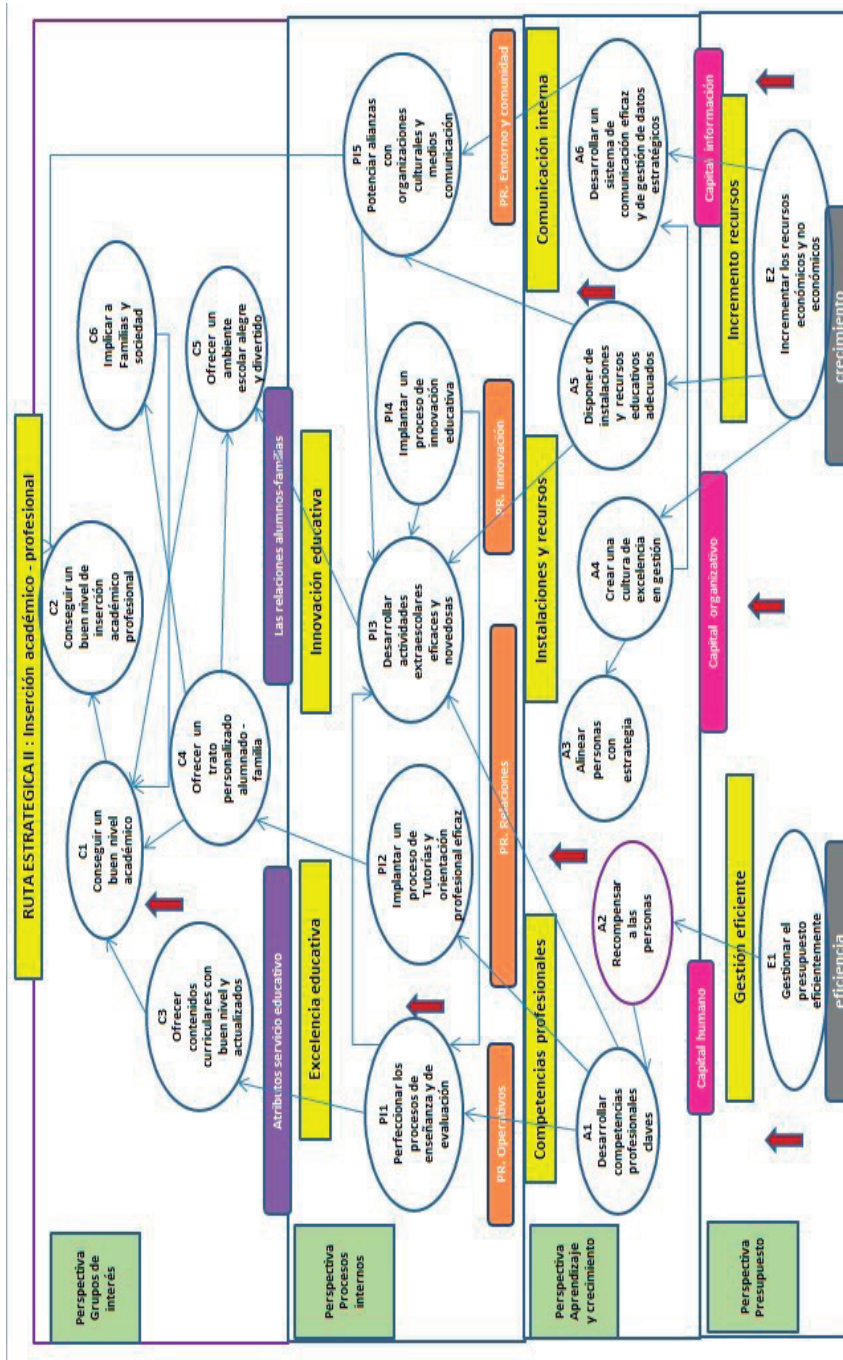 RUTA ESTRATEGICA II : Inserción académico - profesional
Perspectiva
Grupos de
interés
C1
Conseguir un
buen nivel
académico
C2
Conseguir un
buen nivel de
inserción
académico
profesional
C6
Implicar a
Familias y
sociedad
C3
Ofrecer
contenidos
curriculares con
buen nivel y
actualizados
C4
Ofrecer un
trato
personalizado
alumnado -
familia
C5
Ofrecer un
ambiente
escolar alegre
y divertido
Atributos servicio educativo
Las relaciones alumnos-familias
Perspectiva
Procesos
internos
Excelencia educativa
Innovación educativa
PI1
Perfeccionar los
procesos de
enseñanza y de
evaluación
PI2
Implantar un
proceso de
Tutorías y
orientación
profesional eficaz
PI3
Desarrollar
actividades
extraescolares
eficaces y
novedosas
PI4
Implantar un
proceso de
innovación
educativa
PI5
Potenciar alianzas
con
organizaciones
culturales y
medios
comunicación
PR. Operativos
PR. Relaciones
PR. Innovación
PR. Entorno y comunidad
Perspectiva
Aprendizaje
y crecimiento
Competencias profesionales
Instalaciones y recursos
Comunicación interna
A1
Desarrollar
competencias
profesionales
claves
A2
Recompensar
a las
personas
A3
Alinear
personas con
estrategia
A4
Crear una
cultura de
excelencia
en gestión
A5
Disponer de
instalaciones
y recursos
educativos
adecuados
A6
Desarrollar un
sistema de
comunicación eficaz
y de gestión de datos
estratégicos
Capital humano
Capital organizativo
Capital información
Perspectiva
Presupuesto
Gestión eficiente
Incremento recursos
E1
Gestionar el
presupuesto
eficientemente
E2
Incrementar los recursos
económicos y no
económicos
eficiencia
crecimiento